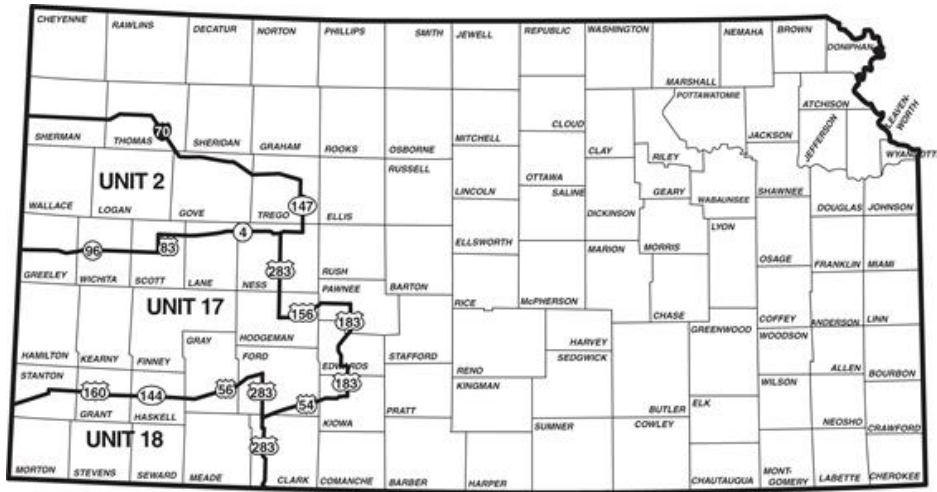 CHEYENNE
RAWLINS
DECATUR
NORTON
PHILLIPS
SMITH
JEWELL
REPUBLIC
WASHINGTON
MARSHALL
NEMAHA
BROWN
DONIPHAN
SHERMAN
THOMAS
70
SHERIDAN
GRAHAM
ROOKS
OSBORNE
MITCHELL
CLOUD
CLAY
RILEY
POTTAWATOMIE
JACKSON
ATCHISON
JEFFERSON
LEAVEN-
WORTH
WYANDOTTE
UNIT 2
WALLACE
LOGAN
GOVE
TREGO
147
ELLIS
RUSSELL
LINCOLN
OTTAWA
SALINE
DICKINSON
GEARY
WABAUNSEE
SHAWNEE
DOUGLAS
JOHNSON
96
83
4
283
GREELEY
WICHITA
SCOTT
LANE
NESS
RUSH
PAWNEE
BARTON
ELLSWORTH
RICE
McPHERSON
MARION
MORRIS
LYON
CHASE
OSAGE
FRANKLIN
MIAMI
UNIT 17
156
183
HAMILTON
KEARNY
FINNEY
GRAY
HODGEMAN
FORD
EDWARDS
STAFFORD
RENO
HARVEY
SEDGWICK
GREENWOOD
COFFEY
WOODSON
ANDERSON
LINN
ALLEN
BOURBON
STANTON
160
GRANT
144
HASKELL
56
283
54
183
KIOWA
PRATT
KINGMAN
SUMNER
BUTLER
COWLEY
ELK
WILSON
NEOSHO
CRAWFORD
UNIT 18
283
MORTON
STEVENS
SEWARD
MEADE
CLARK
COMANCHE
BARBER
HARPER
CHAUTAUQUA
MONT-
GOMERY
LABETTE
CHEROKEE